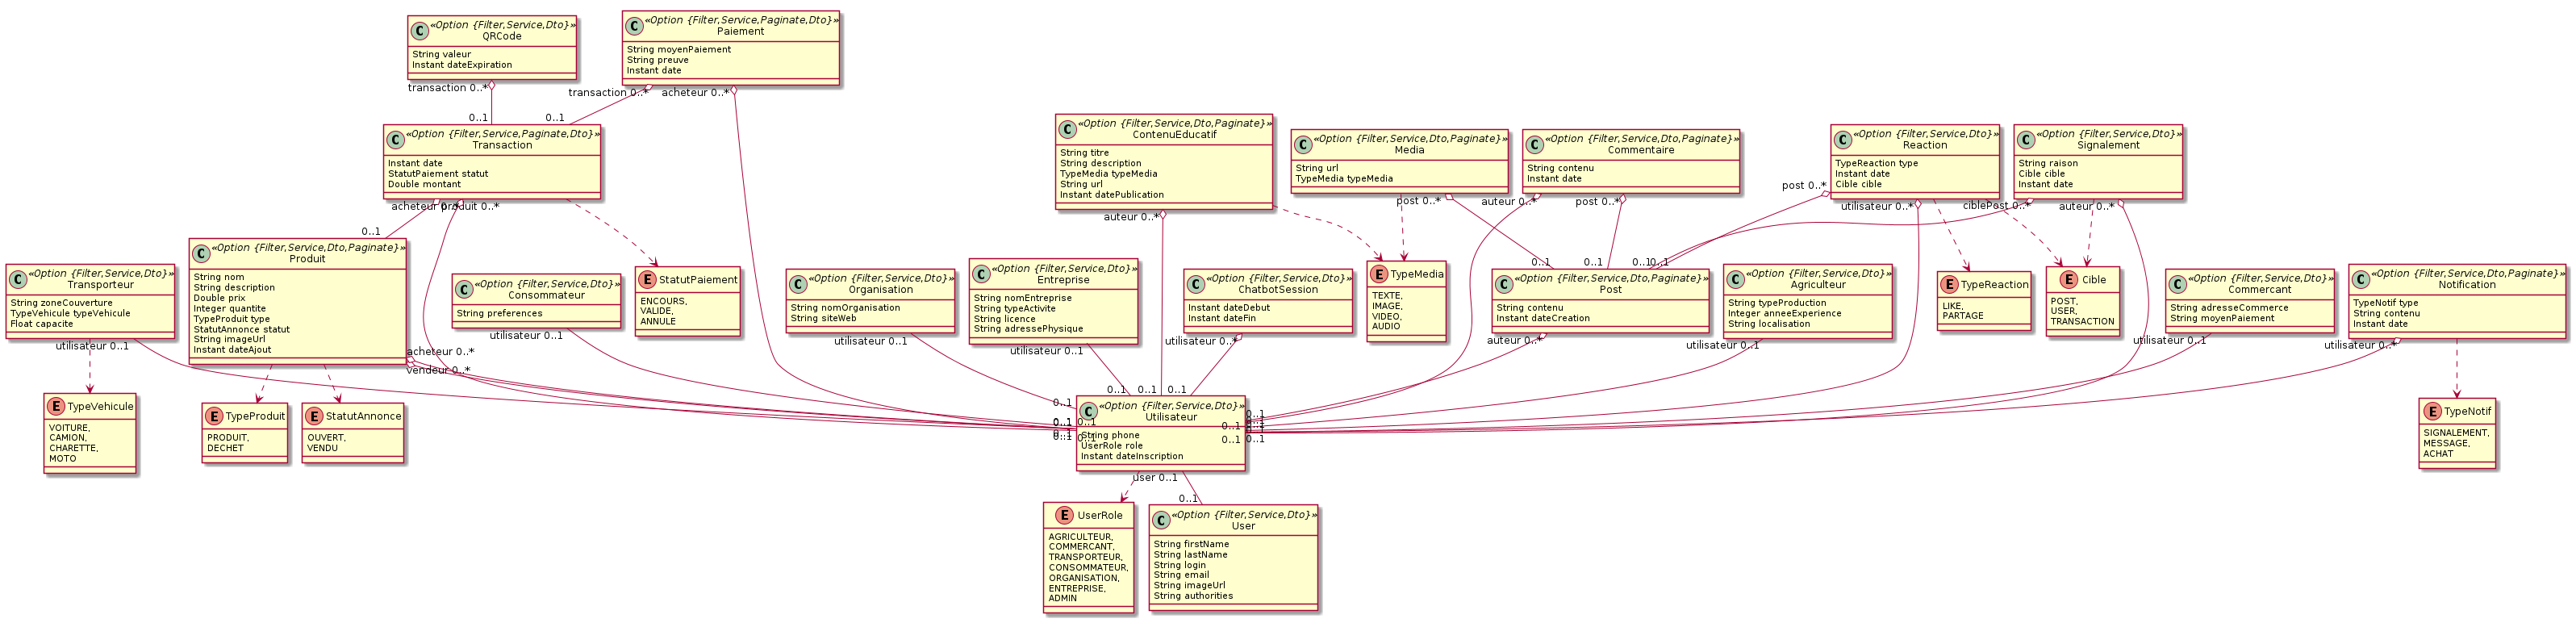 C «Option {Filter,Service,Dto}»
QRCode
String valeur
Instant dateExpiration
C «Option {Filter,Service,Paginate,Dto}»
Paiement
String moyenPaiement
String preuve
Instant date
transaction 0..*
0..1
transaction 0..*
0..1
acheteur 0..*
C «Option {Filter,Service,Paginate,Dto}»
Transaction
Instant date
StatutPaiement statut
Double montant
C «Option {Filter,Service,Dto,Paginate}»
ContenuEducatif
String titre
String description
TypeMedia typeMedia
String url
Instant datePublication
C «Option {Filter,Service,Dto,Paginate}»
Media
String url
TypeMedia typeMedia
C «Option {Filter,Service,Dto,Paginate}»
Commentaire
String contenu
Instant date
C «Option {Filter,Service,Dto}»
Reaction
TypeReaction type
Instant date
Cible cible
C «Option {Filter,Service,Dto}»
Signalement
String raison
Cible cible
Instant date
acheteur 0..*
produit 0..*
0..1
auteur 0..*
post 0..*
0..1
auteur 0..*
post 0..*
0..1
post 0..*
0..1
utilisateur 0..*
ciblePost 0..*
0..1
auteur 0..*
C «Option {Filter,Service,Dto}»
Transporteur
String zoneCouverture
TypeVehicule typeVehicule
Float capacite
C «Option {Filter,Service,Dto,Paginate}»
Produit
String nom
String description
Double prix
Integer quantite
TypeProduit type
StatutAnnonce statut
String imageUrl
Instant dateAjout
C «Option {Filter,Service,Dto}»
Consommateur
String preferences
E StatutPaiement
ENCOURS,
VALIDE,
ANNULE
C «Option {Filter,Service,Dto}»
Organisation
String nomOrganisation
String siteWeb
C «Option {Filter,Service,Dto}»
Entreprise
String nomEntreprise
String typeActivite
String licence
String adressePhysique
C «Option {Filter,Service,Dto}»
ChatbotSession
Instant dateDebut
Instant dateFin
E TypeMedia
TEXTE,
IMAGE,
VIDEO,
AUDIO
C «Option {Filter,Service,Dto,Paginate}»
Post
String contenu
Instant dateCreation
C «Option {Filter,Service,Dto}»
Agriculteur
String typeProduction
Integer anneeExperience
String localisation
E TypeReaction
LIKE,
PARTAGE
E Cible
POST,
USER,
TRANSACTION
C «Option {Filter,Service,Dto}»
Commercant
String adresseCommerce
String moyenPaiement
C «Option {Filter,Service,Dto,Paginate}»
Notification
TypeNotif type
String contenu
Instant date
utilisateur 0..1
acheteur 0..*
vendeur 0..*
utilisateur 0..1
utilisateur 0..1
utilisateur 0..1
utilisateur 0..*
auteur 0..*
utilisateur 0..1
utilisateur 0..1
utilisateur 0..*
0..1
0..1
0..1
0..1
0..1
0..1
0..1
0..1
0..1
0..1
0..1
0..1
E TypeVehicule
VOITURE,
CAMION,
CHARETTE,
MOTO
E TypeProduit
PRODUIT,
DECHET
E StatutAnnonce
OUVERT,
VENDU
C «Option {Filter,Service,Dto}»
Utilisateur
String phone
UserRole role
Instant dateInscription
E TypeNotif
SIGNALEMENT,
MESSAGE,
ACHAT
user 0..1
0..1
E UserRole
AGRICULTEUR,
COMMERCANT,
TRANSPORTEUR,
CONSOMMATEUR,
ORGANISATION,
ENTREPRISE,
ADMIN
C «Option {Filter,Service,Dto}»
User
String firstName
String lastName
String login
String email
String imageUrl
String authorities